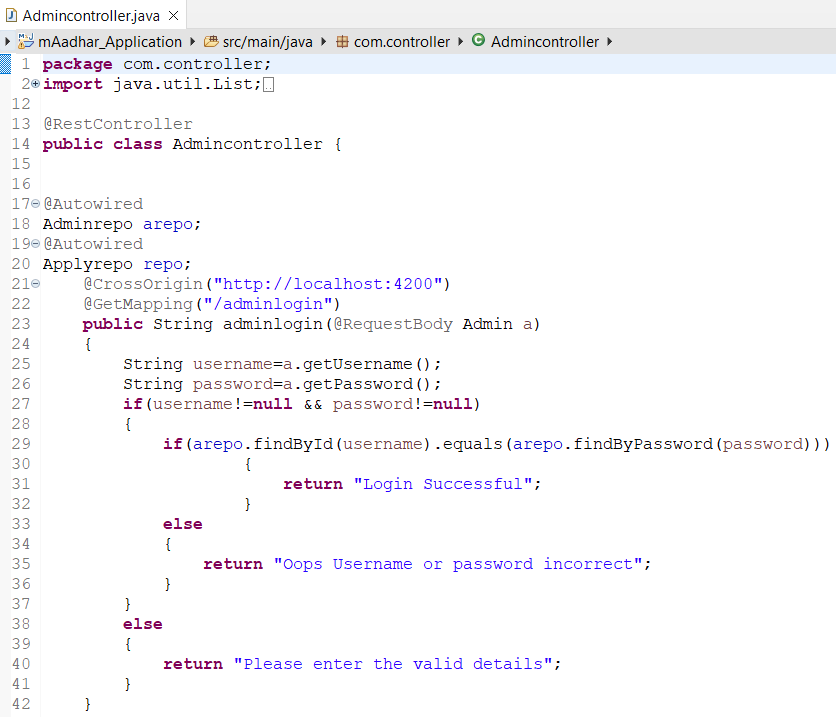 Admincontroller.java
mAadhar_Application src/main/java com.controller Admincontroller
1 package com.controller;
2 import java.util.List;
12
13 @RestController
14 public class Admincontroller {
15
16
17 @Autowired
18 Adminrepo arepo;
19 @Autowired
20 Applyrepo repo;
21 @CrossOrigin("http://localhost:4200")
22 @GetMapping("/adminlogin")
23 public String adminlogin(@RequestBody Admin a)
24 {
25 String username=a.getUsername();
26 String password=a.getPassword();
27 if(username!=null && password!=null)
28 {
29 if(arepo.findById(username).equals(arepo.findByPassword(password)))
30 {
31 return "Login Successful";
32 }
33 else
34 {
35 return "Oops Username or password incorrect";
36 }
37 }
38 else
39 {
40 return "Please enter the valid details";
41 }
42 }